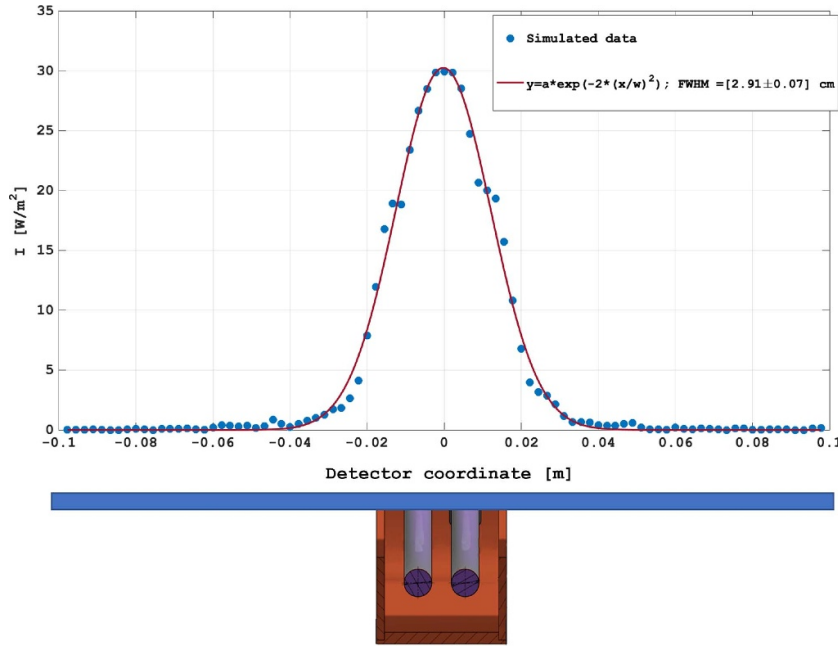 35
30
25
20
15
10
5
0
I [W/m²]
Simulated data
y=a*exp(-2*(x/w)²); FWHM =[2.91±0.07] cm
-0.1 -0.08 -0.06 -0.04 -0.02 0 0.02 0.04 0.06 0.08 0.1
Detector coordinate [m]